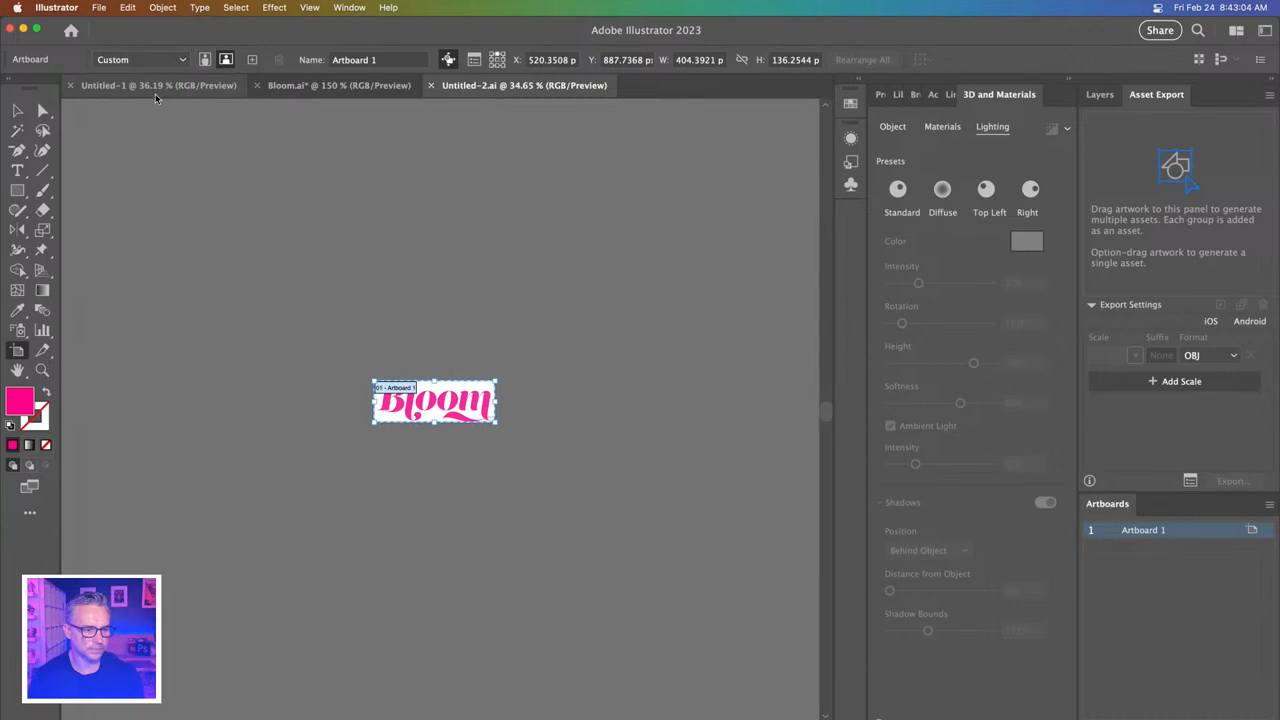 Illustrator File Edit Object Type Select Effect View Window Help Fri Feb 24 8:43:04 AM
Adobe Illustrator 2023
Share
Artboard Custom Name: Artboard 1 X: 520.3508 p Y: 887.7368 p W: 404.3921 p H: 136.2544 p Rearrange All
Untitled-1 @ 36.19 % (RGB/Preview) Bloom.ai* @ 150 % (RGB/Preview) Untitled-2.ai @ 34.65 % (RGB/Preview)
Pr Lil Br Ac Lir 3D and Materials
Layers Asset Export
Object Materials Lighting
Presets
Standard Diffuse Top Left Right
Color
Intensity
Rotation
Height
Softness
Ambient Light
Intensity
Shadows
Position
Behind Object
Distance from Object
Shadow Bounds
Drag artwork to this panel to generate
multiple assets. Each group is added
as an asset.
Option-drag artwork to generate a
single asset.
Export Settings
iOS Android
Scale Suffix Format
None OBJ
+ Add Scale
Export...
Artboards
1 Artboard 1
01 - Artboard 1
Bloom
T
Ps